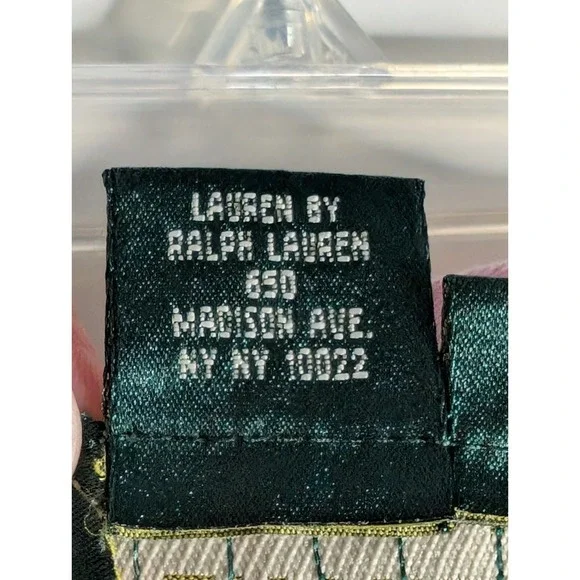 LAUREN BY
RALPH LAUREN
650
MADISON AVE.
NY NY 10022